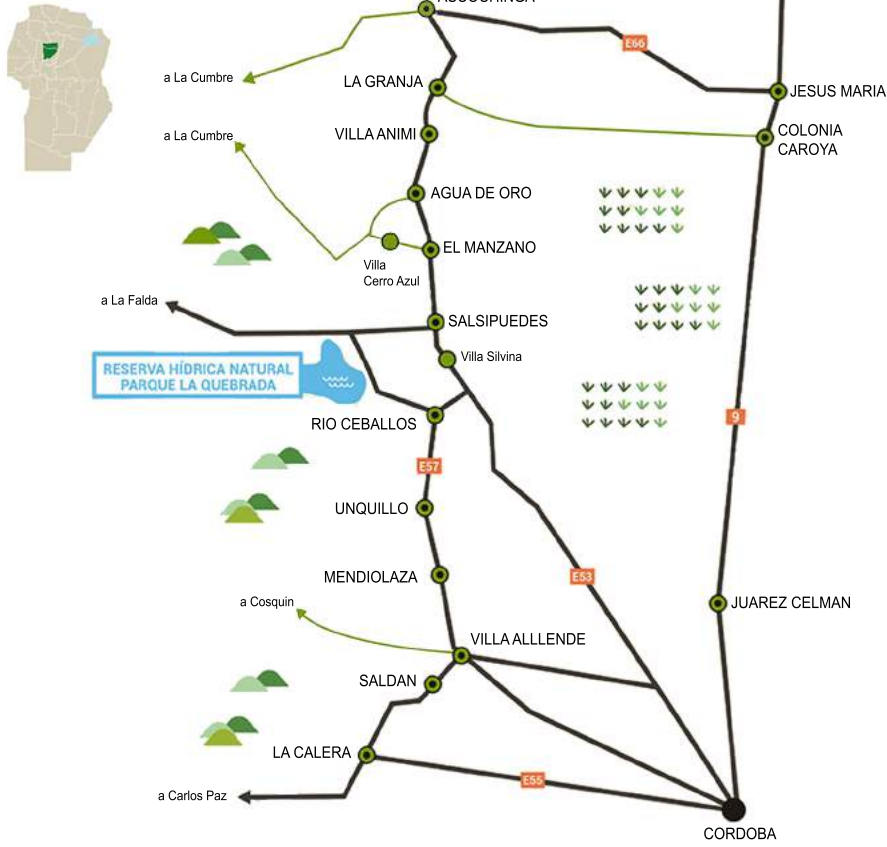 E66
a La Cumbre
LA GRANJA
JESUS MARIA
a La Cumbre
VILLA ANIMI
COLONIA
CAROYA
AGUA DE ORO
EL MANZANO
Villa
Cerro Azul
a La Falda
SALSIPUEDES
Villa Silvina
RESERVA HÍDRICA NATURAL
PARQUE LA QUEBRADA
RIO CEBALLOS
9
E57
UNQUILLO
MENDIOLAZA
E53
a Cosquin
JUAREZ CELMAN
VILLA ALLLENDE
SALDAN
LA CALERA
E55
a Carlos Paz
CORDOBA